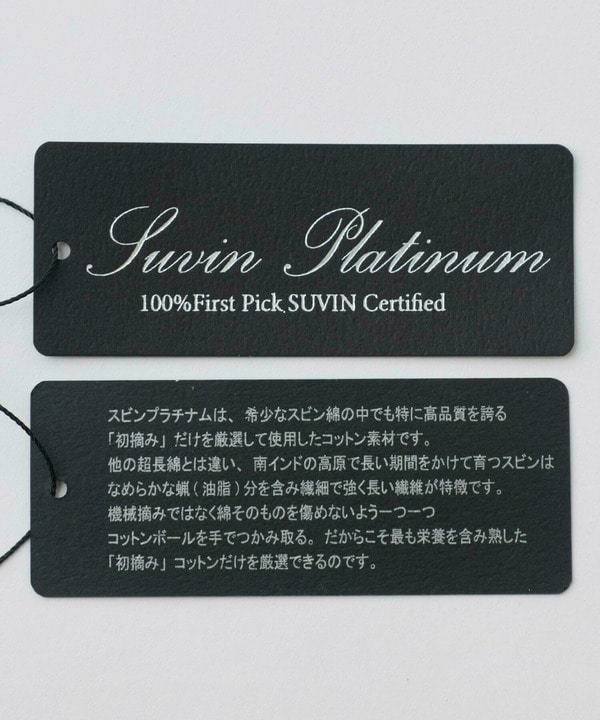 Suvin Platinum
100%First Pick SUVIN Certified
スビンプラチナムは、希少なスビン綿の中でも特に高品質を誇る
「初摘み」だけを厳選して使用したコットン素材です。
他の超長綿とは違い、南インドの高原で長い期間をかけて育つスビンは
なめらかな蝋(油脂)分を含み繊細で強く長い繊維が特徴です。
機械摘みではなく綿そのものを傷めないよう一つ一つ
コットンボールを手でつかみ取る。だからこそ最も栄養を含み熟した
「初摘み」コットンだけを厳選できるのです。